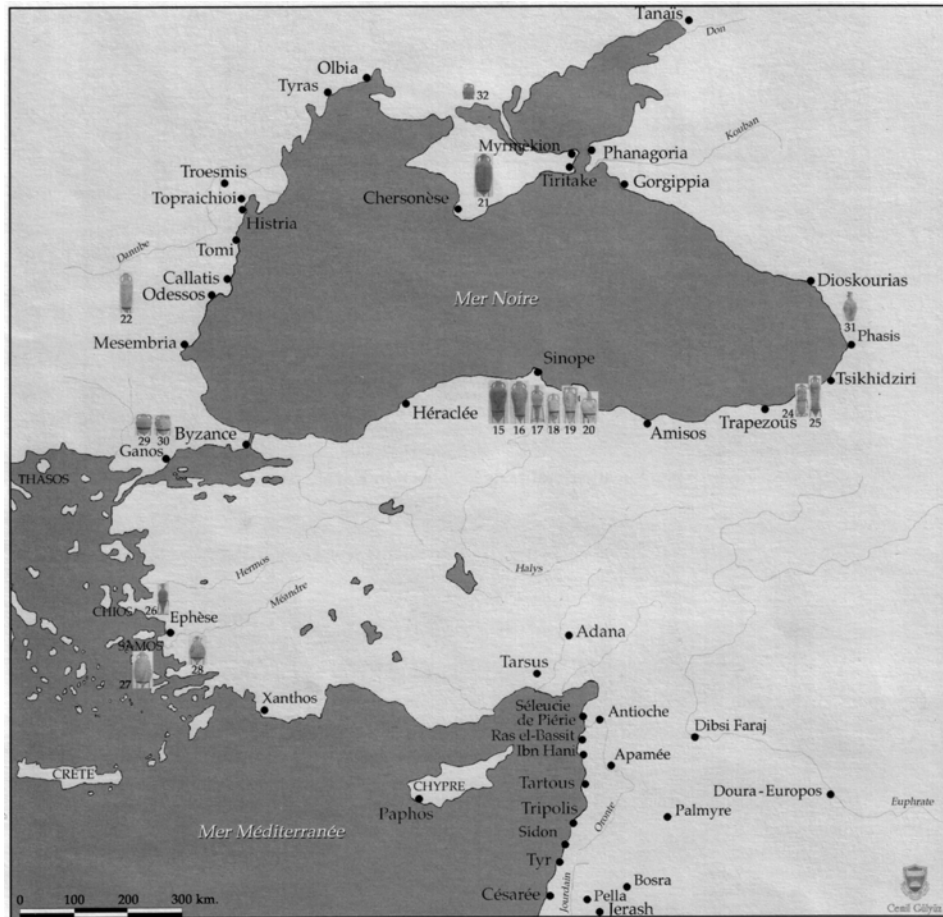 Tanaïs
Don
Olbia
Tyras
32
Kouban
Myrmèkion
Phanagoria
Troesmis
Tiritake
Gorgippia
Topraichioi
21
Chersonèse
Histria
Tomi
Danube
Callatis
Dioskourias
Odessos
Mer Noire
22
31
Mesembria
Phasis
Sinope
Tsikhidziri
Héraclée
Trapezous
24
25
15 16 17 18 19 20
Amisos
29 30
Byzance
Ganos
THASOS
Hermos
Halys
Méandre
CHIOS
26
Ephèse
Adana
SAMOS
28
Tarsus
27
Xanthos
Séleucie
de Piérie
Antioche
Dibsi Faraj
Ras el-Bassit
Ibn Hani
Apamée
CRÈTE
CHYPRE
Tartous
Doura-Europos
Euphrate
Paphos
Tripolis
Oronte
Palmyre
Mer Méditerranée
Sidon
Tyr
Bosra
Césarée
Jourdain
Pella
Jerash
0 100 200 300 km.